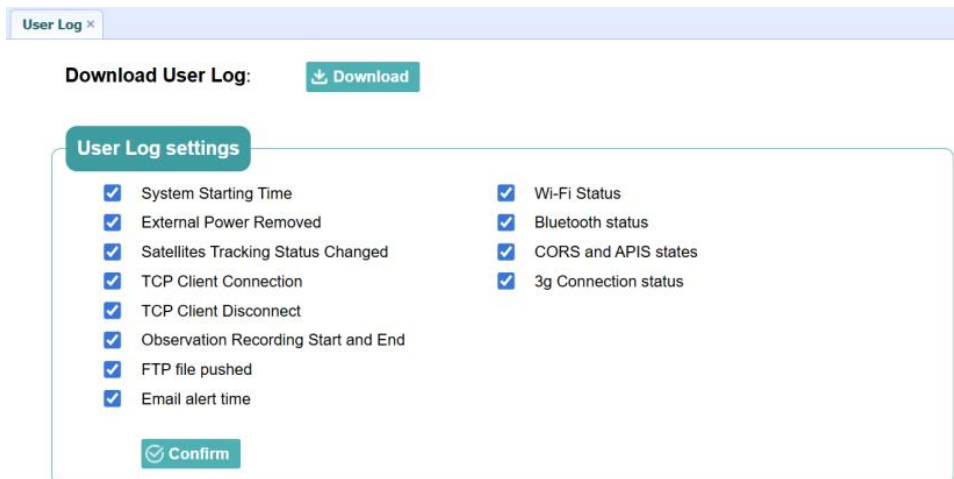 User Log ×
Download User Log:
Download
User Log settings
System Starting Time
External Power Removed
Satellites Tracking Status Changed
TCP Client Connection
TCP Client Disconnect
Observation Recording Start and End
FTP file pushed
Email alert time
Wi-Fi Status
Bluetooth status
CORS and APIS states
3g Connection status
Confirm